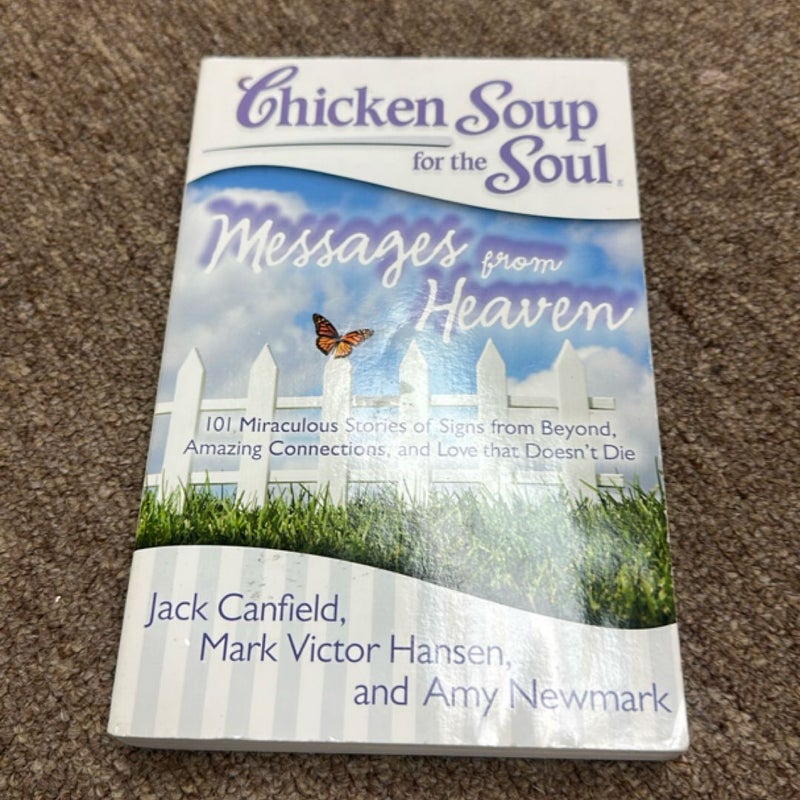 Chicken Soup
for the Soul
Messages from
Heaven
101 Miraculous Stories of Signs from Beyond,
Amazing Connections, and Love that Doesn't Die
Jack Canfield,
Mark Victor Hansen,
and Amy Newmark